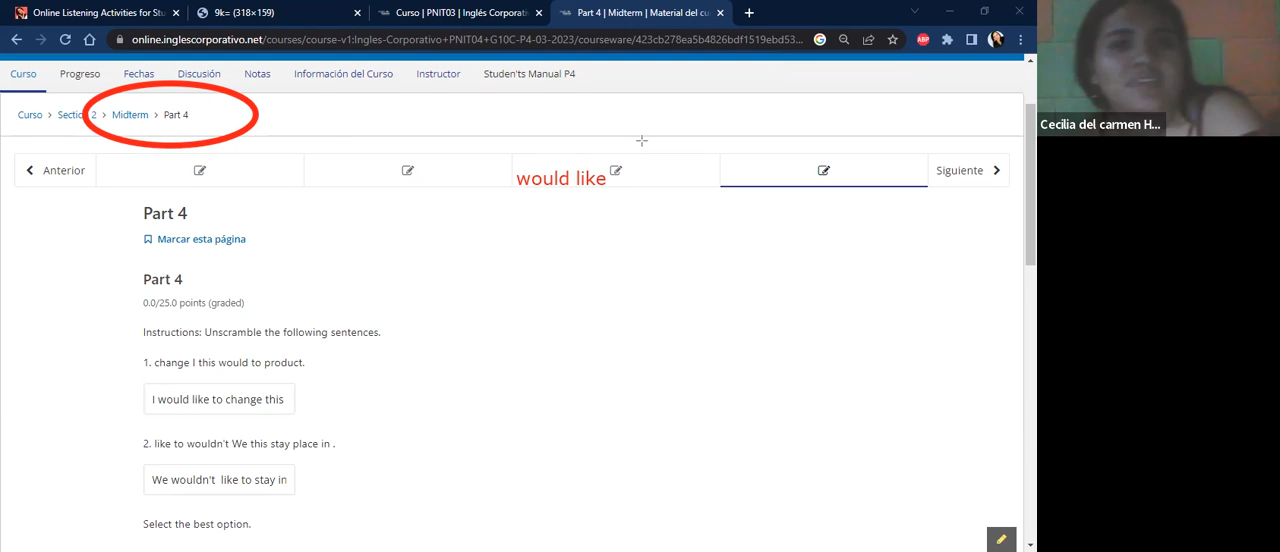 Online Listening Activities for Stu
9k= (318×159)
Curso | PNIT03 | Inglés Corporativ
Part 4 | Midterm | Material del cu
online.inglescorporativo.net/courses/course-v1:Ingles-Corporativo+PNIT04+G10C-P4-03-2023/courseware/423cb278ea5b4826bdf1519ebd53...
ABP
Curso Progreso Fechas Discusión Notas Información del Curso Instructor Studen'ts Manual P4
Curso > Sectio 2 > Midterm > Part 4
Cecilia del carmen H...
Anterior
would like
Siguiente
Part 4
Marcar esta página
Part 4
0.0/25.0 points (graded)
Instructions: Unscramble the following sentences.
1. change I this would to product.
I would like to change this
2. like to wouldn't We this stay place in .
We wouldn't like to stay in
Select the best option.